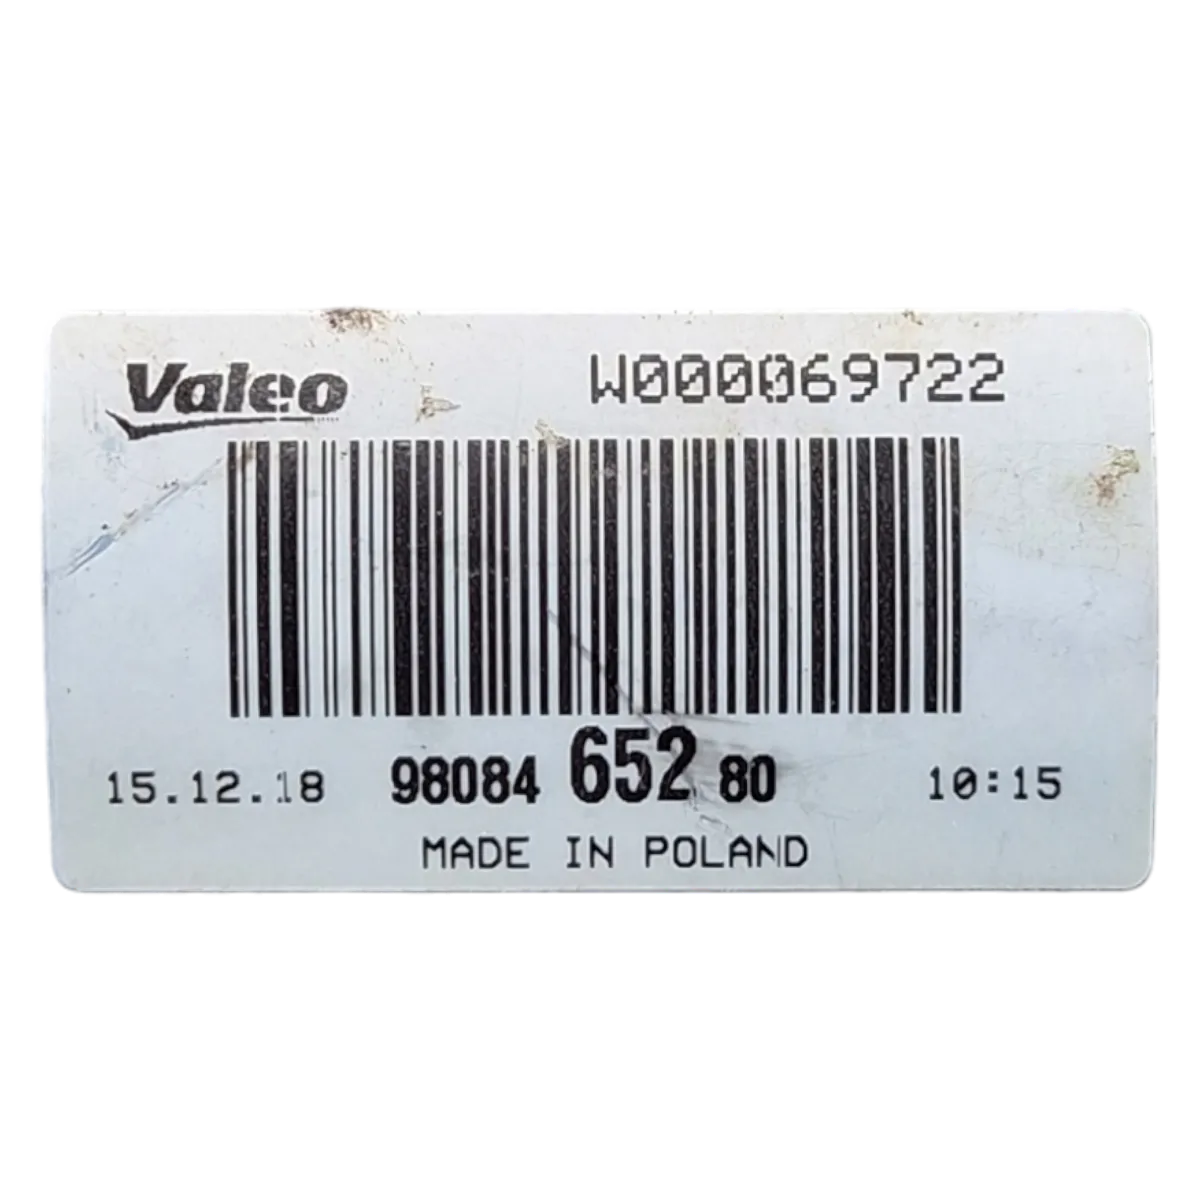 Valeo W000069722
15.12.18 98084 652 80 10:15
MADE IN POLAND